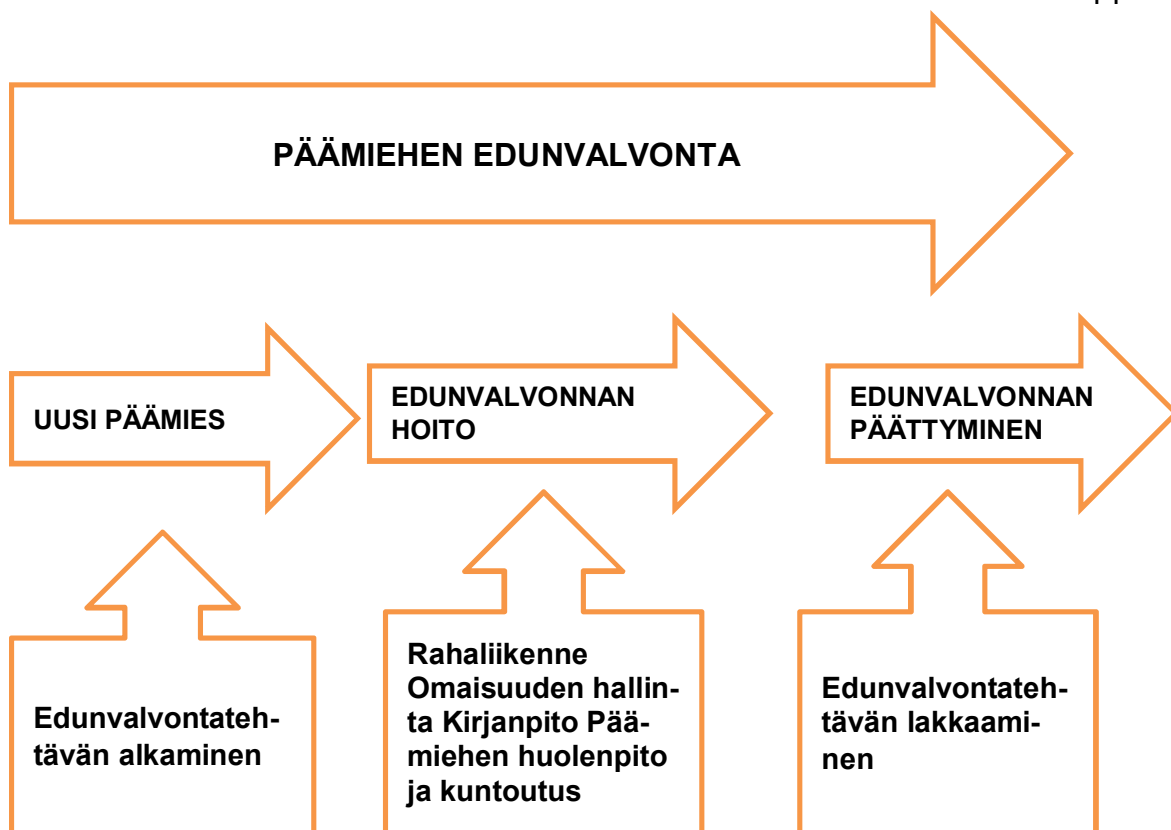 PÄÄMIEHEN EDUNVALVONTA
UUSI PÄÄMIES
EDUNVALVONNAN
HOITO
EDUNVALVONNAN
PÄÄTTYMINEN
Edunvalvontateh-
tävän alkaminen
Rahaliikenne
Omaisuuden hallin-
ta Kirjanpito Pää-
miehen huolenpito
ja kuntoutus
Edunvalvontateh-
tävän lakkaami-
nen